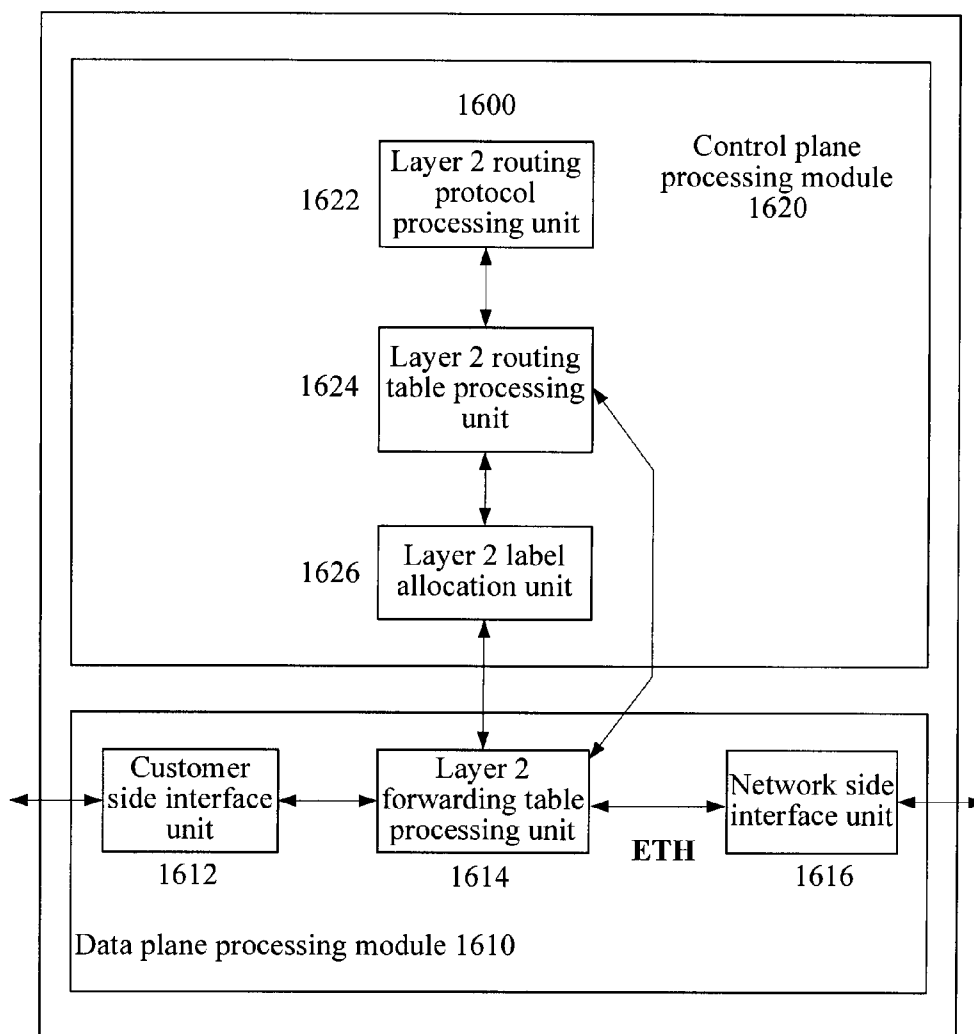 1600
Control plane
processing module
1620
1622
Layer 2 routing
protocol
processing unit
1624
Layer 2 routing
table processing
unit
1626
Layer 2 label
allocation unit
Customer
side interface
unit
1612
Layer 2
forwarding table
processing unit
1614
ETH
Network side
interface unit
1616
Data plane processing module 1610